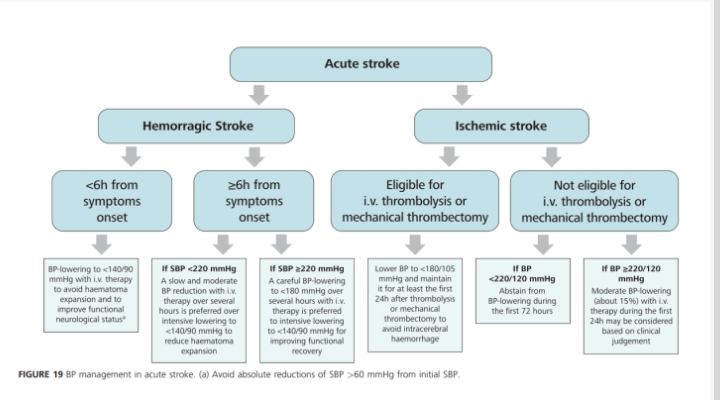 Acute stroke
Hemorragic Stroke
Ischemic stroke
<6h from
symptoms
onset
≥6h from
symptoms
onset
Eligible for
i.v. thrombolysis or
mechanical thrombectomy
Not eligible for
i.v. thrombolysis or
mechanical thrombectomy
BP-lowering to <140/90
mmHg with i.v. therapy
to avoid haematoma
expansion and to
improve functional
neurological statusᵃ
If SBP <220 mmHg
A slow and moderate
BP reduction with i.v.
therapy over several
hours is preferred over
intensive lowering to
<140/90 mmHg to
reduce haematoma
expansion
If SBP ≥220 mmHg
A careful BP-lowering
to <180 mmHg over
several hours with i.v.
therapy is preferred
to intensive lowering
to <140/90 mmHg for
improving functional
recovery
Lower BP to <180/105
mmHg and maintain
it for at least the first
24h after thrombolysis
or mechanical
thrombectomy to
avoid intracerebral
haemorrhage
If BP
<220/120 mmHg
Abstain from
BP-lowering during
the first 72 hours
If BP ≥220/120
mmHg
Moderate BP-lowering
(about 15%) with i.v.
therapy during the first
24h may be considered
based on clinical
judgement
FIGURE 19 BP management in acute stroke. (a) Avoid absolute reductions of SBP >60 mmHg from initial SBP.